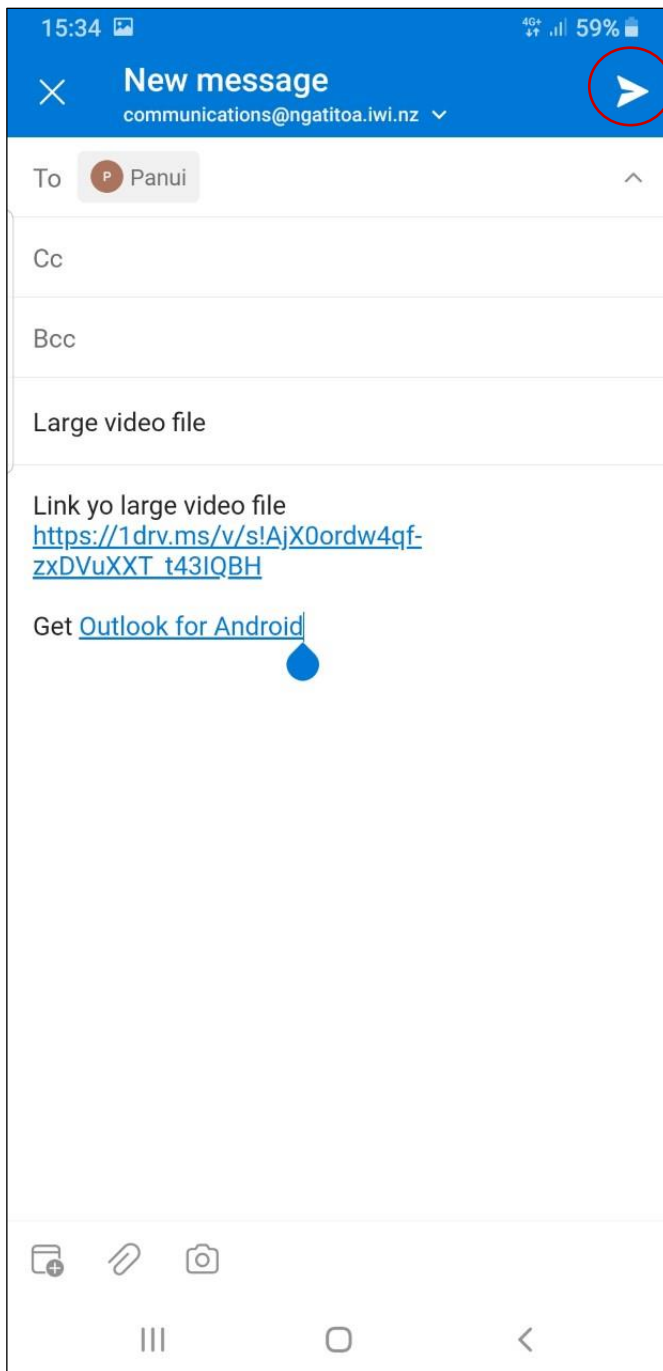 15:34 4G+ 59%
New message
communications@ngatitoa.iwi.nz
To P Panui
Cc
Bcc
Large video file
Link yo large video file
https://1drv.ms/v/s!AjX0ordw4qf-
zxDVuXXT_t43IQBH
Get Outlook for Android